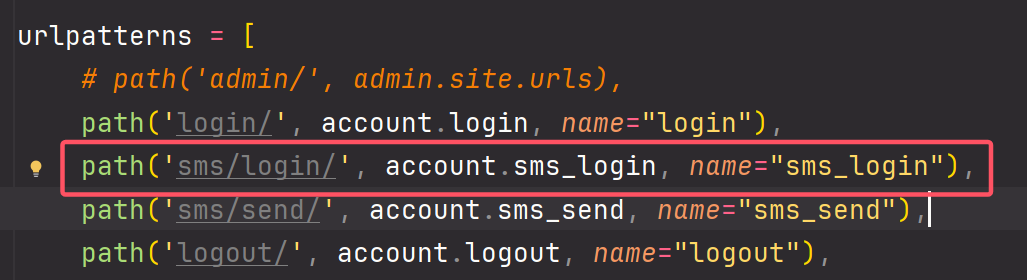 urlpatterns = [
# path('admin/', admin.site.urls),
path('login/', account.login, name="login"),
path('sms/login/', account.sms_login, name="sms_login"),
path('sms/send/', account.sms_send, name="sms_send"),
path('logout/', account.logout, name="logout"),